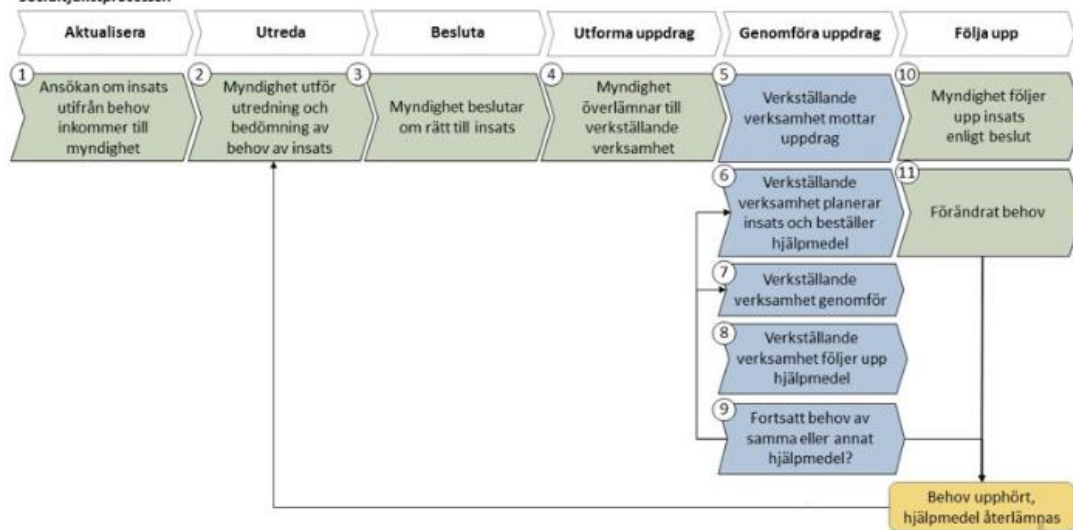 Aktualisera
Utreda
Besluta
Utforma uppdrag
Genomföra uppdrag
Följa upp
1
Ansökan om insats
utifrån behov
inkommer till
myndighet
2
Myndighet utför
utredning och
bedömning av
behov av insats
3
Myndighet beslutar
om rätt till insats
4
Myndighet
överlämnar till
verkställande
verksamhet
5
Verkställande
verksamhet mottar
uppdrag
10
Myndighet följer
upp insats
enligt beslut
6
Verkställande
verksamhet planerar
insats och beställer
hjälpmedel
11
Förändrat behov
7
Verkställande
verksamhet genomför
8
Verkställande
verksamhet följer upp
hjälpmedel
9
Fortsatt behov av
samma eller annat
hjälpmedel?
Behov upphört,
hjälpmedel återlämnas